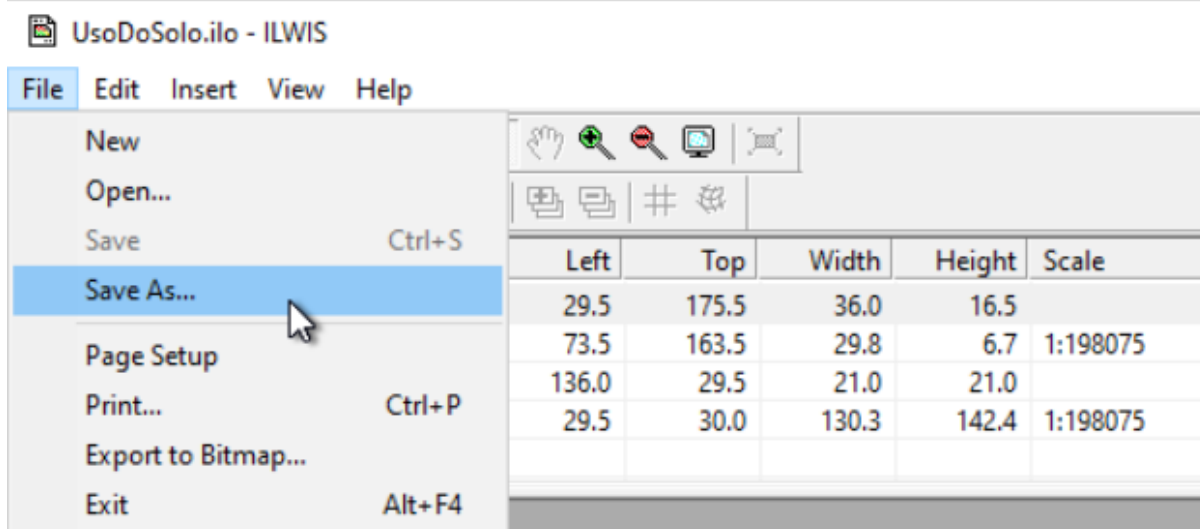 UsoDoSolo.ilo - ILWIS
File Edit Insert View Help
New
Open...
Save Ctrl+S
Save As...
Page Setup
Print... Ctrl+P
Export to Bitmap...
Exit Alt+F4
Left Top Width Height Scale
29.5 175.5 36.0 16.5
73.5 163.5 29.8 6.7 1:198075
136.0 29.5 21.0 21.0
29.5 30.0 130.3 142.4 1:198075